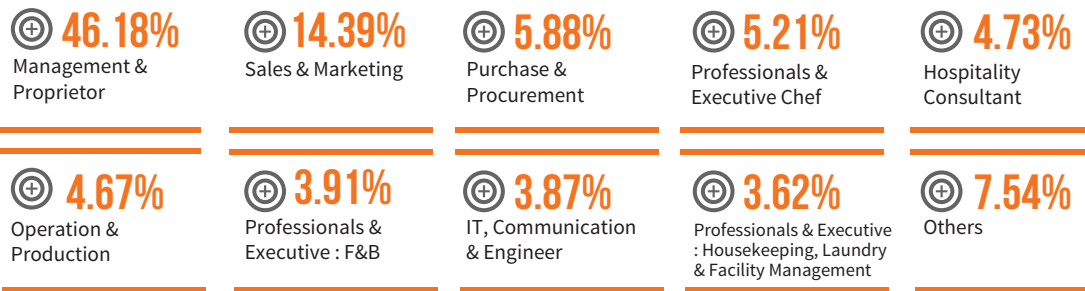 46.18%
Management &
Proprietor
14.39%
Sales & Marketing
5.88%
Purchase &
Procurement
5.21%
Professionals &
Executive Chef
4.73%
Hospitality
Consultant
4.67%
Operation &
Production
3.91%
Professionals &
Executive : F&B
3.87%
IT, Communication
& Engineer
3.62%
Professionals & Executive
: Housekeeping, Laundry
& Facility Management
7.54%
Others